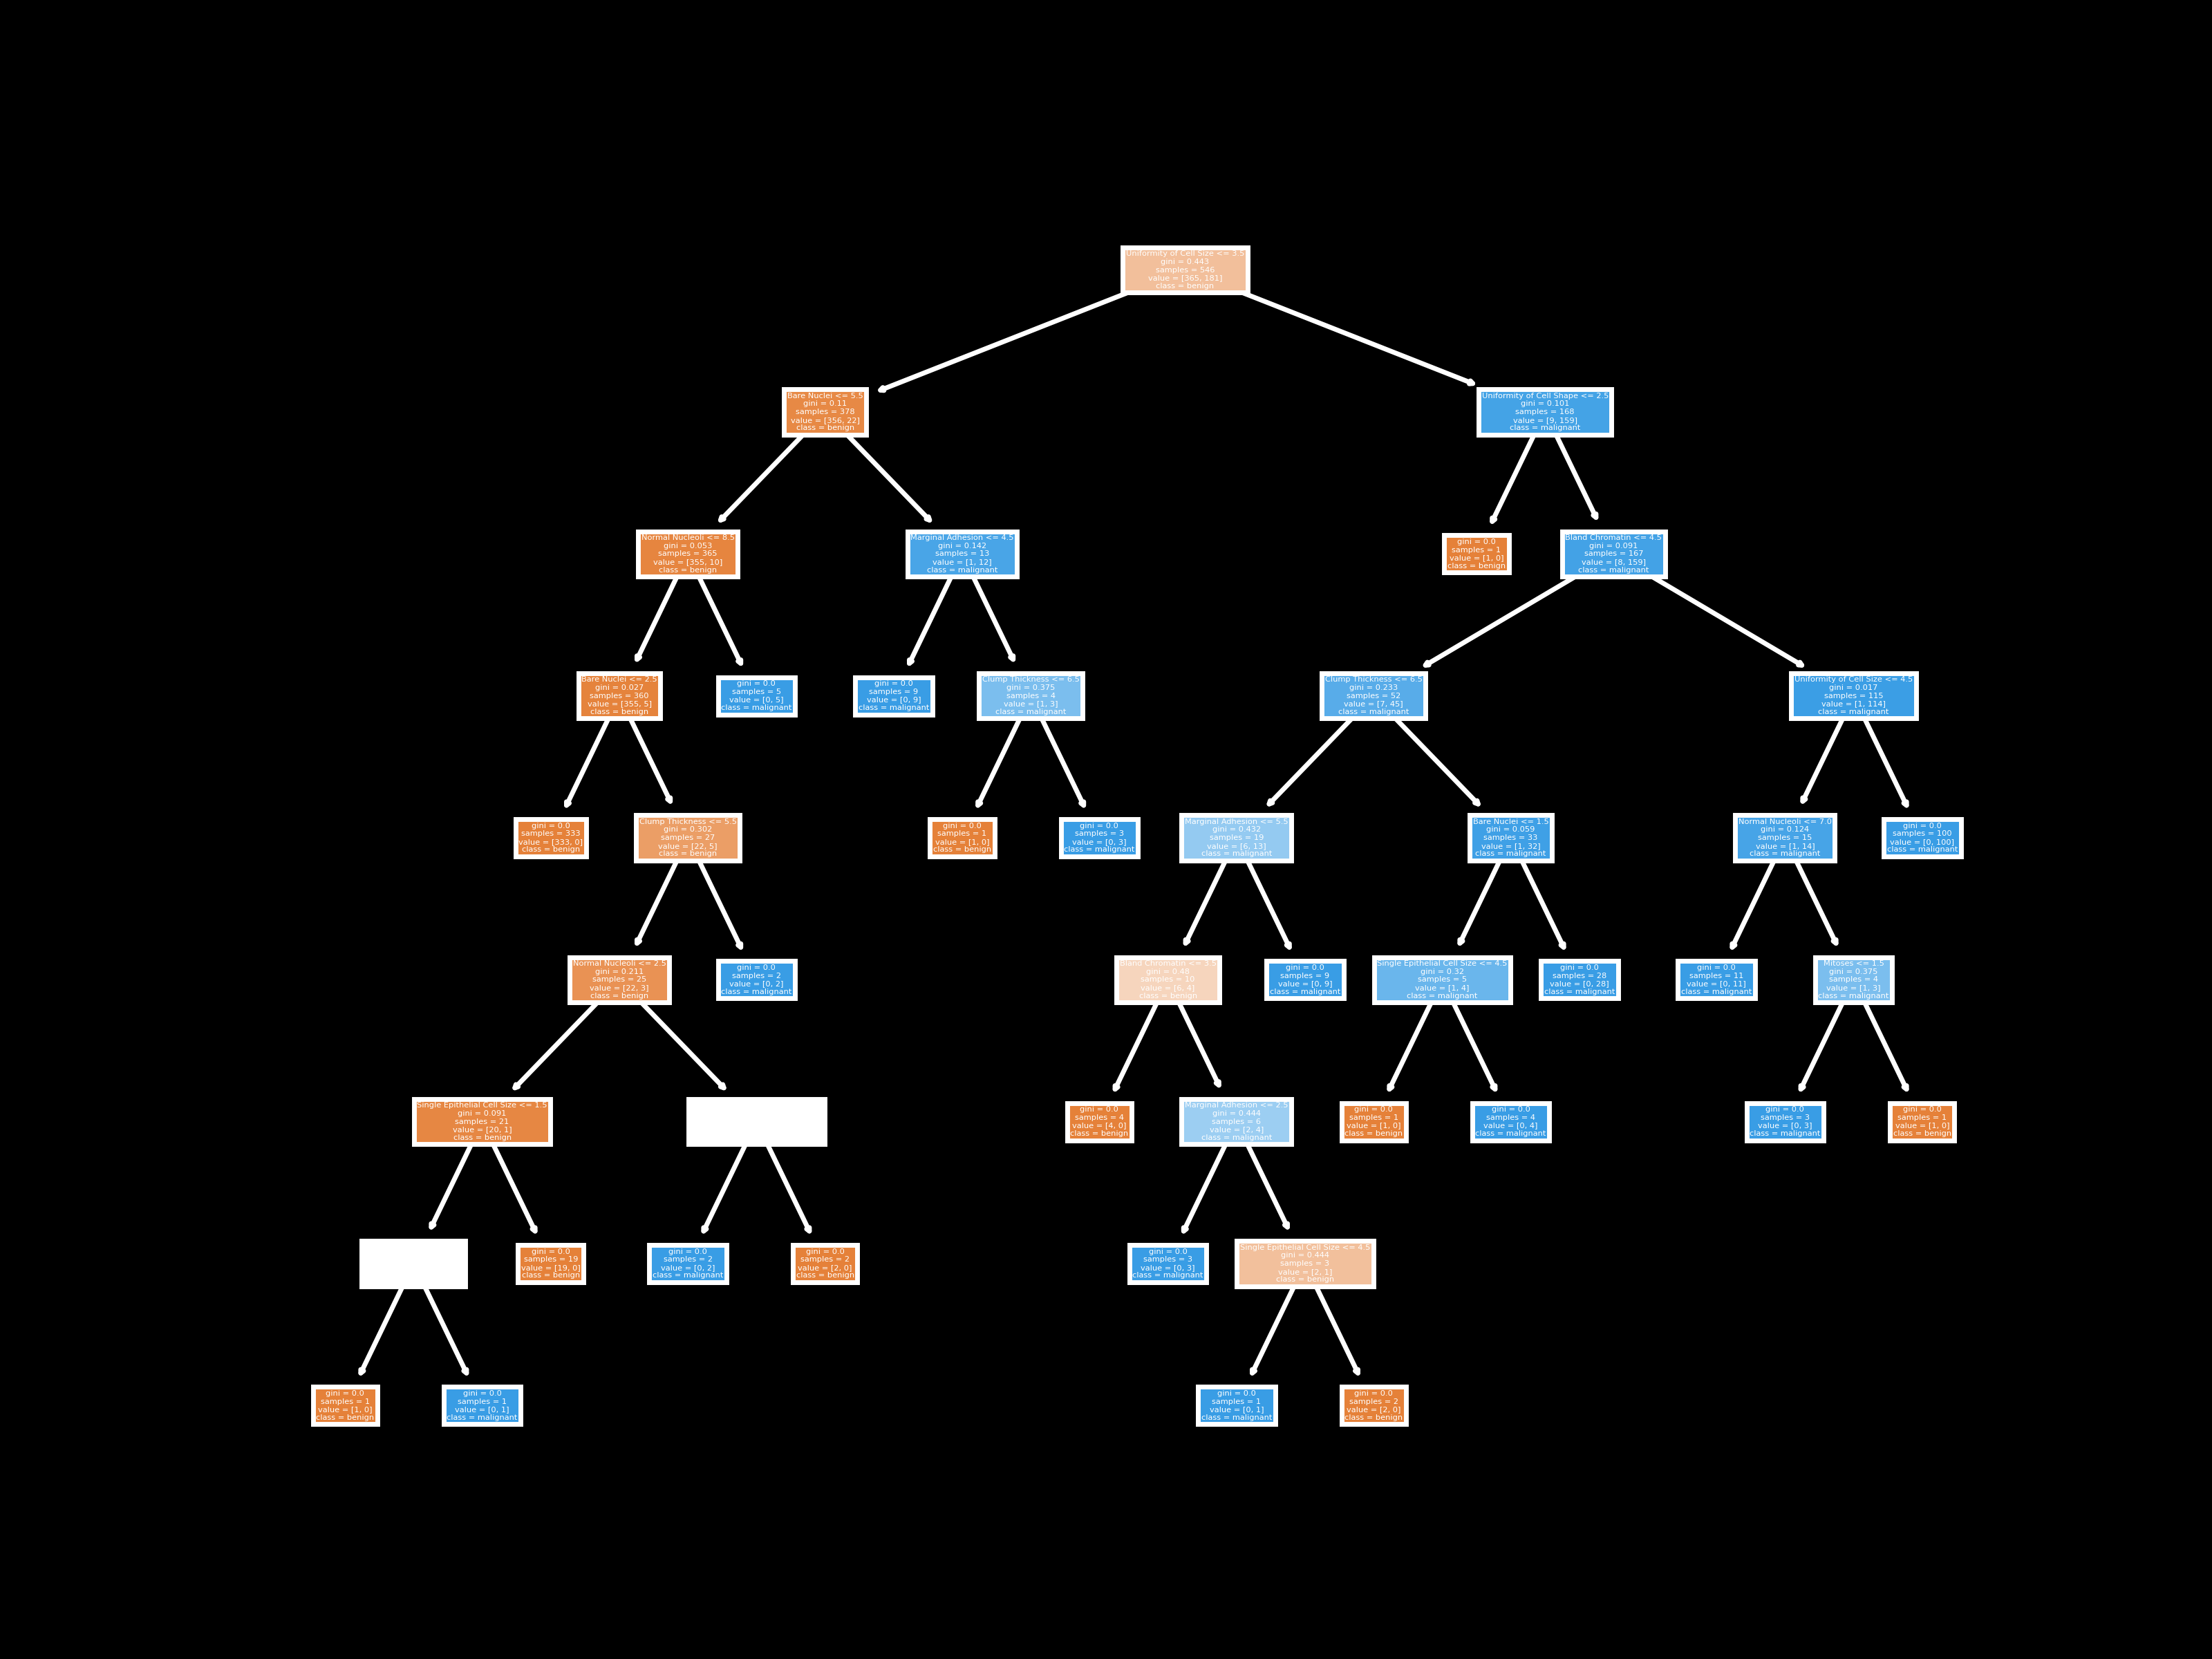 Uniformity of Cell Size <= 3.5
gini = 0.443
samples = 546
value = [365, 181]
class = benign
Bare Nuclei <= 5.5
gini = 0.11
samples = 378
value = [356, 22]
class = benign
Uniformity of Cell Shape <= 2.5
gini = 0.101
samples = 168
value = [9, 159]
class = malignant
Normal Nucleoli <= 8.5
gini = 0.053
samples = 365
value = [355, 10]
class = benign
Marginal Adhesion <= 4.5
gini = 0.142
samples = 13
value = [1, 12]
class = malignant
gini = 0.0
samples = 1
value = [1, 0]
class = benign
Bland Chromatin <= 4.5
gini = 0.091
samples = 167
value = [8, 159]
class = malignant
Bare Nuclei <= 2.5
gini = 0.027
samples = 360
value = [355, 5]
class = benign
gini = 0.0
samples = 5
value = [0, 5]
class = malignant
gini = 0.0
samples = 9
value = [0, 9]
class = malignant
Clump Thickness <= 6.5
gini = 0.375
samples = 4
value = [1, 3]
class = malignant
Clump Thickness <= 6.5
gini = 0.233
samples = 52
value = [7, 45]
class = malignant
Uniformity of Cell Size <= 4.5
gini = 0.017
samples = 115
value = [1, 114]
class = malignant
gini = 0.0
samples = 333
value = [333, 0]
class = benign
Clump Thickness <= 5.5
gini = 0.302
samples = 27
value = [22, 5]
class = benign
gini = 0.0
samples = 1
value = [1, 0]
class = benign
gini = 0.0
samples = 3
value = [0, 3]
class = malignant
Marginal Adhesion <= 5.5
gini = 0.432
samples = 19
value = [6, 13]
class = malignant
Bare Nuclei <= 1.5
gini = 0.059
samples = 33
value = [1, 32]
class = malignant
Normal Nucleoli <= 7.0
gini = 0.124
samples = 15
value = [1, 14]
class = malignant
gini = 0.0
samples = 100
value = [0, 100]
class = malignant
Normal Nucleoli <= 2.5
gini = 0.211
samples = 25
value = [22, 3]
class = benign
gini = 0.0
samples = 2
value = [0, 2]
class = malignant
gini = 0.48
samples = 10
value = [6, 4]
class = benign
gini = 0.0
samples = 9
value = [0, 9]
class = malignant
Single Epithelial Cell Size <= 4.5
gini = 0.32
samples = 5
value = [1, 4]
class = malignant
gini = 0.0
samples = 28
value = [0, 28]
class = malignant
gini = 0.0
samples = 11
value = [0, 11]
class = malignant
Mitoses <= 1.5
gini = 0.375
samples = 4
value = [1, 3]
class = malignant
Single Epithelial Cell Size <= 1.5
gini = 0.091
samples = 21
value = [20, 1]
class = benign
gini = 0.0
samples = 4
value = [4, 0]
class = benign
Marginal Adhesion <= 2.5
gini = 0.444
samples = 6
value = [2, 4]
class = malignant
gini = 0.0
samples = 1
value = [1, 0]
class = benign
gini = 0.0
samples = 4
value = [0, 4]
class = malignant
gini = 0.0
samples = 3
value = [0, 3]
class = malignant
gini = 0.0
samples = 1
value = [1, 0]
class = benign
gini = 0.0
samples = 19
value = [19, 0]
class = benign
gini = 0.0
samples = 2
value = [0, 2]
class = malignant
gini = 0.0
samples = 2
value = [2, 0]
class = benign
gini = 0.0
samples = 3
value = [0, 3]
class = malignant
Single Epithelial Cell Size <= 4.5
gini = 0.444
samples = 3
value = [2, 1]
class = benign
gini = 0.0
samples = 1
value = [1, 0]
class = benign
gini = 0.0
samples = 1
value = [0, 1]
class = malignant
gini = 0.0
samples = 1
value = [0, 1]
class = malignant
gini = 0.0
samples = 2
value = [2, 0]
class = benign